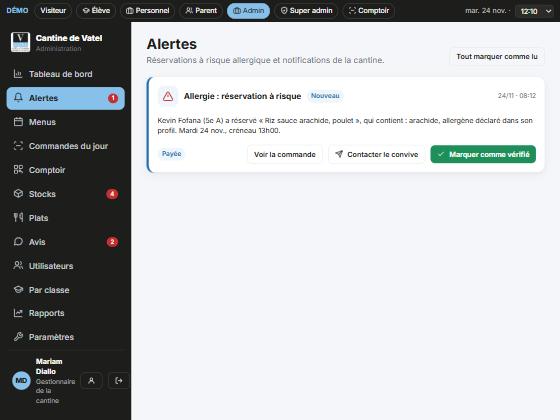 DÉMO Visiteur Élève Personnel Parent Admin Super admin Comptoir mar. 24 nov. · 12:10
Cantine de Vatel
Administration
Tableau de bord
Alertes 1
Menus
Commandes du jour
Comptoir
Stocks 4
Plats
Avis 2
Utilisateurs
Par classe
Rapports
Paramètres
MD
Mariam
Diallo
Gestionnaire
de la
cantine
Alertes
Réservations à risque allergique et notifications de la cantine.
Tout marquer comme lu
Allergie : réservation à risque Nouveau 24/11 · 08:12
Kevin Fofana (5e A) a réservé « Riz sauce arachide, poulet », qui contient : arachide, allergène déclaré dans son
profil. Mardi 24 nov., créneau 13h00.
Payée Voir la commande Contacter le convive Marquer comme vérifié